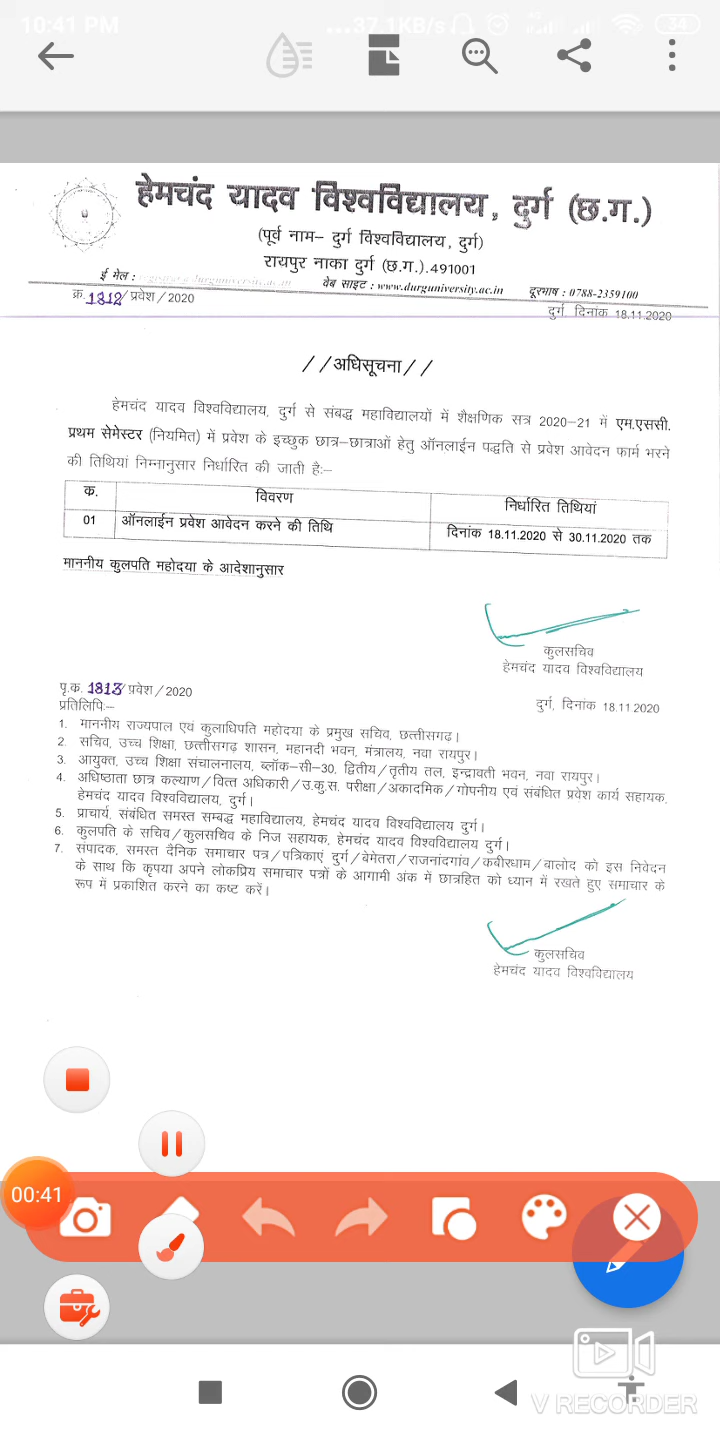 10:41 PM ...37.1KB/s 4G 34
हेमचंद यादव विश्वविद्यालय, दुर्ग (छ.ग.)
(पूर्व नाम– दुर्ग विश्वविद्यालय, दुर्ग)
रायपुर नाका दुर्ग (छ.ग.).491001
ई मेल : वेब साइट : www.durguniversity.ac.in दूरभाष : 0788-2359100
क्र. 1312/ प्रवेश / 2020 दुर्ग, दिनांक 18.11.2020
//अधिसूचना//
हेमचंद यादव विश्वविद्यालय, दुर्ग से संबद्ध महाविद्यालयों में शैक्षणिक सत्र 2020–21 में एम.एससी.
प्रथम सेमेस्टर (नियमित) में प्रवेश के इच्छुक छात्र–छात्राओं हेतु ऑनलाईन पद्धति से प्रवेश आवेदन फार्म भरने
की तिथियां निम्नानुसार निर्धारित की जाती है:–
क. विवरण निर्धारित तिथियां
01 ऑनलाईन प्रवेश आवेदन करने की तिथि दिनांक 18.11.2020 से 30.11.2020 तक
माननीय कुलपति महोदया के आदेशानुसार
कुलसचिव
हेमचंद यादव विश्वविद्यालय
पृ.क. 1313/ प्रवेश / 2020
दुर्ग, दिनांक 18.11.2020
प्रतिलिपि:–
1. माननीय राज्यपाल एवं कुलाधिपति महोदया के प्रमुख सचिव, छत्तीसगढ़।
2. सचिव, उच्च शिक्षा, छत्तीसगढ़ शासन, महानदी भवन, मंत्रालय, नवा रायपुर।
3. आयुक्त, उच्च शिक्षा संचालनालय, ब्लॉक–सी–30, द्वितीय/तृतीय तल, इन्द्रावती भवन, नवा रायपुर।
4. अधिष्ठाता छात्र कल्याण/वित्त अधिकारी/उ.कु.स. परीक्षा/अकादमिक/गोपनीय एवं संबंधित प्रवेश कार्य सहायक,
हेमचंद यादव विश्वविद्यालय, दुर्ग।
5. प्राचार्य, संबंधित समस्त सम्बद्ध महाविद्यालय, हेमचंद यादव विश्वविद्यालय दुर्ग।
6. कुलपति के सचिव/कुलसचिव के निज सहायक, हेमचंद यादव विश्वविद्यालय दुर्ग।
7. संपादक, समस्त दैनिक समाचार पत्र/पत्रिकाएं दुर्ग/बेमेतरा/राजनांदगांव/कबीरधाम/बालोद को इस निवेदन
के साथ कि कृपया अपने लोकप्रिय समाचार पत्रों के आगामी अंक में छात्रहित को ध्यान में रखते हुए समाचार के
रूप में प्रकाशित करने का कष्ट करें।
कुलसचिव
हेमचंद यादव विश्वविद्यालय
00:41
V RECORDER